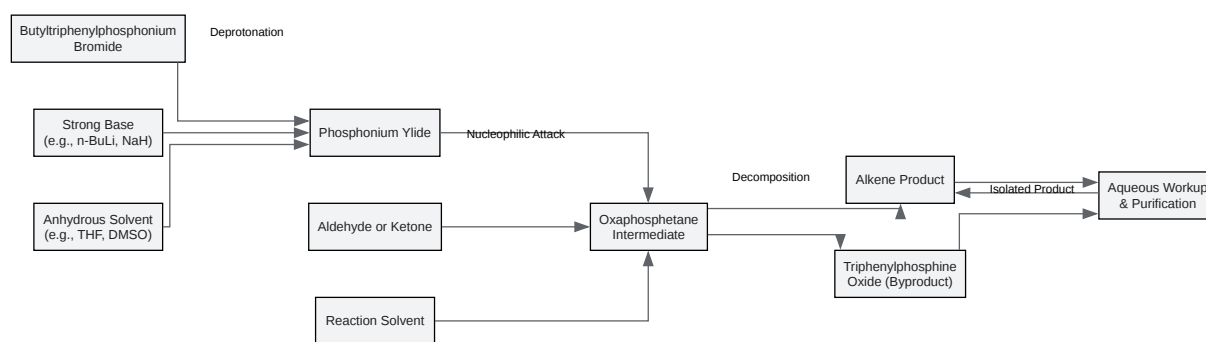 Butyltriphenylphosphonium
Bromide
Deprotonation
Strong Base
(e.g., n-BuLi, NaH)
Phosphonium Ylide
Nucleophilic Attack
Anhydrous Solvent
(e.g., THF, DMSO)
Aldehyde or Ketone
Oxaphosphetane
Intermediate
Decomposition
Alkene Product
Isolated Product
Aqueous Workup
& Purification
Triphenylphosphine
Oxide (Byproduct)
Reaction Solvent